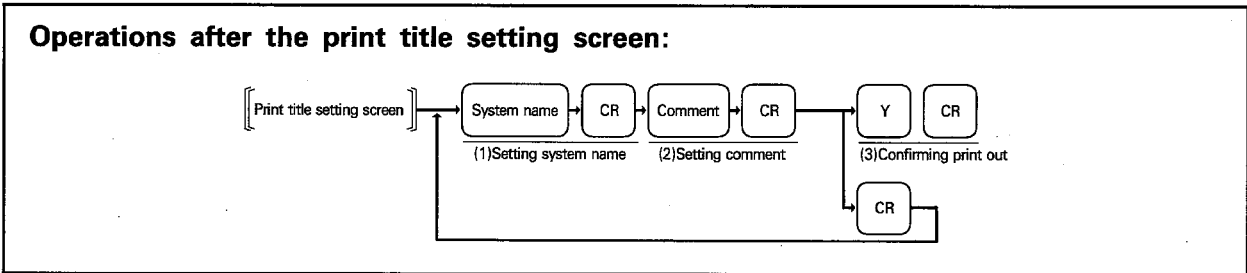 Operations after the print title setting screen:
[Print title setting screen] System name CR Comment CR Y CR
(1)Setting system name (2)Setting comment (3)Confirming print out
CR